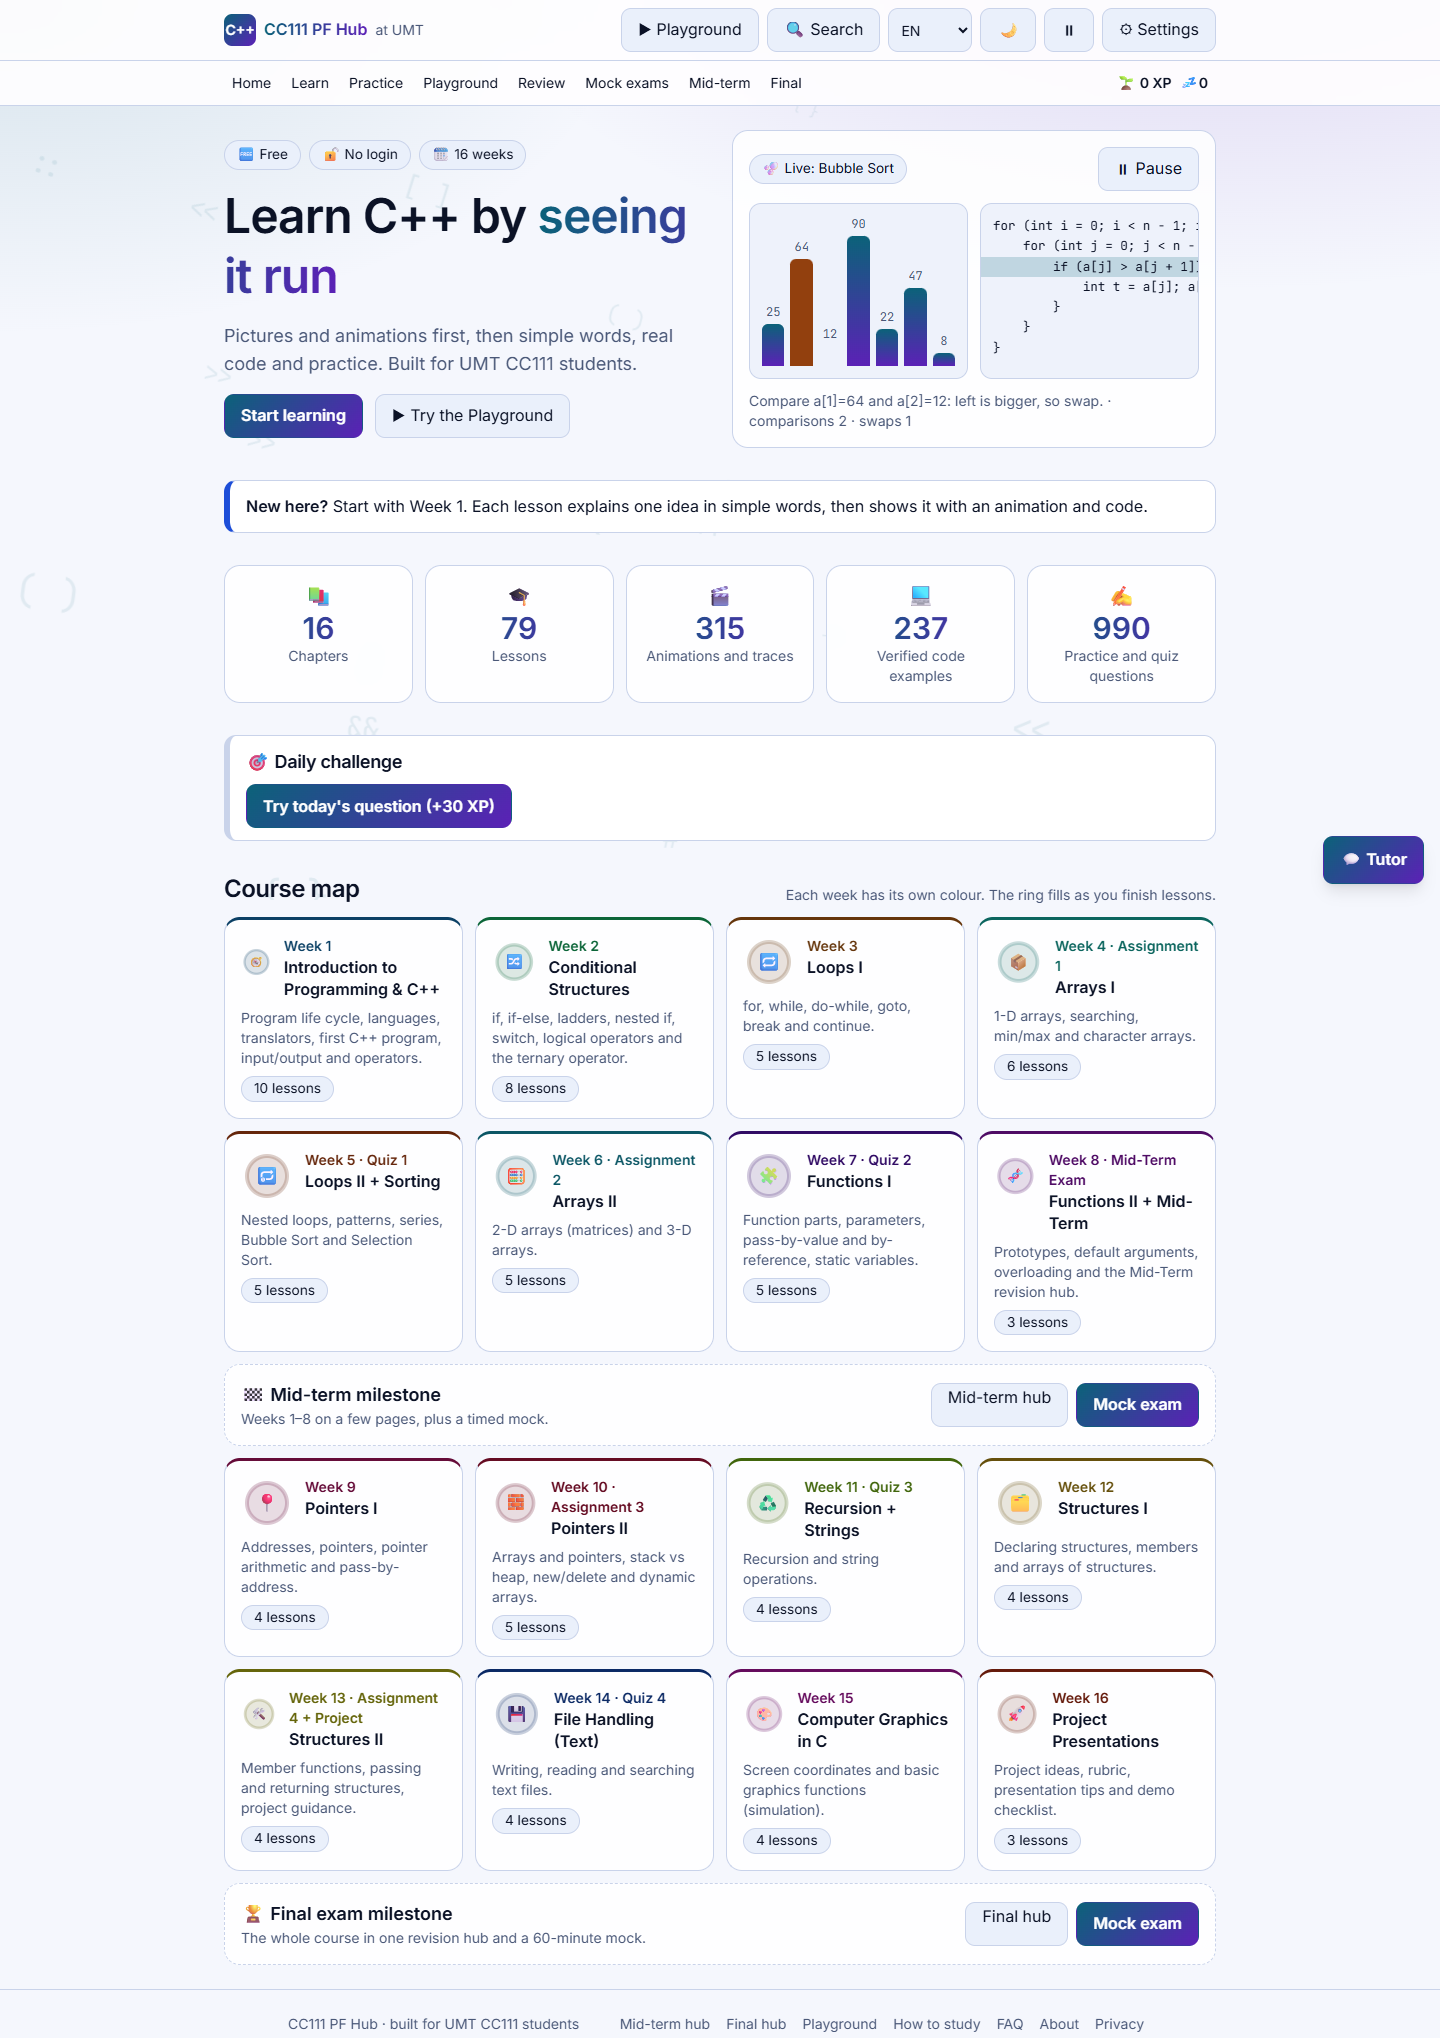 C++ CC111 PF Hub at UMT
▶ Playground
🔍 Search
EN
⚙ Settings
Home Learn Practice Playground Review Mock exams Mid-term Final
0 XP 0
Free
No login
16 weeks
Learn C++ by seeing
it run
Pictures and animations first, then simple words, real
code and practice. Built for UMT CC111 students.
Start learning
▶ Try the Playground
Live: Bubble Sort
⏸ Pause
25
64
12
90
22
47
8
for (int i = 0; i < n - 1; i
for (int j = 0; j < n -
if (a[j] > a[j + 1])
int t = a[j]; a[
}
}
}
Compare a[1]=64 and a[2]=12: left is bigger, so swap. ·
comparisons 2 · swaps 1
New here? Start with Week 1. Each lesson explains one idea in simple words, then shows it with an animation and code.
16
Chapters
79
Lessons
315
Animations and traces
237
Verified code
examples
990
Practice and quiz
questions
Daily challenge
Try today's question (+30 XP)
Tutor
Course map
Each week has its own colour. The ring fills as you finish lessons.
Week 1
Introduction to
Programming & C++
Program life cycle, languages,
translators, first C++ program,
input/output and operators.
10 lessons
Week 2
Conditional
Structures
if, if-else, ladders, nested if,
switch, logical operators and
the ternary operator.
8 lessons
Week 3
Loops I
for, while, do-while, goto,
break and continue.
5 lessons
Week 4 · Assignment
1
Arrays I
1-D arrays, searching,
min/max and character arrays.
6 lessons
Week 5 · Quiz 1
Loops II + Sorting
Nested loops, patterns, series,
Bubble Sort and Selection
Sort.
5 lessons
Week 6 · Assignment
2
Arrays II
2-D arrays (matrices) and 3-D
arrays.
5 lessons
Week 7 · Quiz 2
Functions I
Function parts, parameters,
pass-by-value and by-
reference, static variables.
5 lessons
Week 8 · Mid-Term
Exam
Functions II + Mid-
Term
Prototypes, default arguments,
overloading and the Mid-Term
revision hub.
3 lessons
Mid-term milestone
Weeks 1–8 on a few pages, plus a timed mock.
Mid-term hub
Mock exam
Week 9
Pointers I
Addresses, pointers, pointer
arithmetic and pass-by-
address.
4 lessons
Week 10 ·
Assignment 3
Pointers II
Arrays and pointers, stack vs
heap, new/delete and dynamic
arrays.
5 lessons
Week 11 · Quiz 3
Recursion +
Strings
Recursion and string
operations.
4 lessons
Week 12
Structures I
Declaring structures, members
and arrays of structures.
4 lessons
Week 13 · Assignment
4 + Project
Structures II
Member functions, passing
and returning structures,
project guidance.
4 lessons
Week 14 · Quiz 4
File Handling
(Text)
Writing, reading and searching
text files.
4 lessons
Week 15
Computer Graphics
in C
Screen coordinates and basic
graphics functions
(simulation).
4 lessons
Week 16
Project
Presentations
Project ideas, rubric,
presentation tips and demo
checklist.
3 lessons
Final exam milestone
The whole course in one revision hub and a 60-minute mock.
Final hub
Mock exam
CC111 PF Hub · built for UMT CC111 students
Mid-term hub Final hub Playground How to study FAQ About Privacy